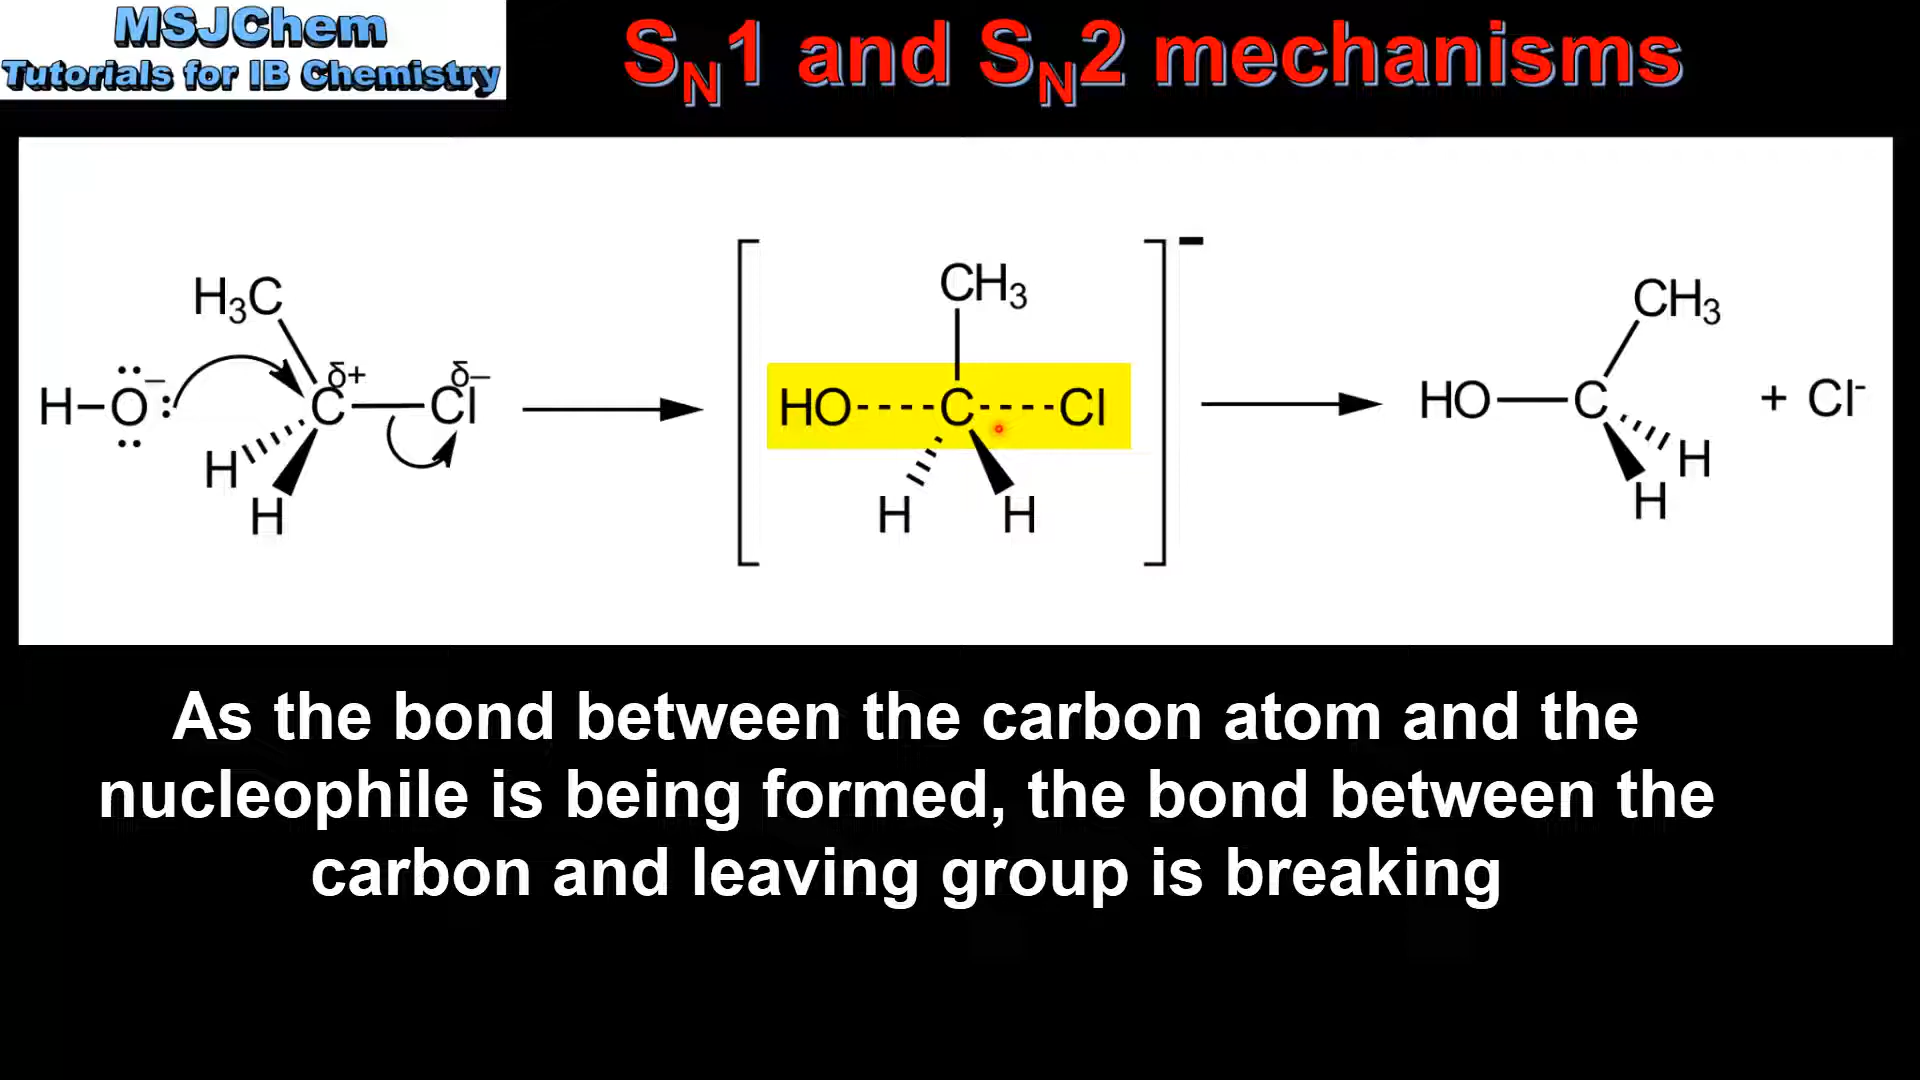 MSJChem
Tutorials for IB Chemistry
SN1 and SN2 mechanisms
H₃C
CH₃
CH₃
δ+
δ–
H–O:⁻
C
Cl
HO----C----Cl
HO
C
+ Cl⁻
H
H
H
H
H
H
As the bond between the carbon atom and the
nucleophile is being formed, the bond between the
carbon and leaving group is breaking